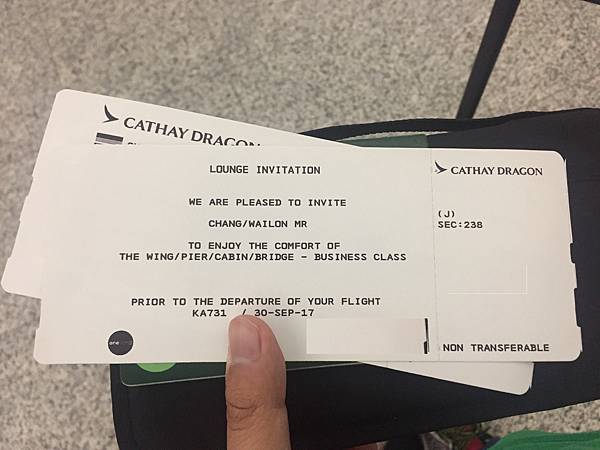 CATHAY DRAGON
LOUNGE INVITATION
WE ARE PLEASED TO INVITE
CHANG/WAILON MR
TO ENJOY THE COMFORT OF
THE WING/PIER/CABIN/BRIDGE - BUSINESS CLASS
PRIOR TO THE DEPARTURE OF YOUR FLIGHT
KA731 / 30-SEP-17
one
CATHAY DRAGON
(J)
SEC:238
NON TRANSFERABLE